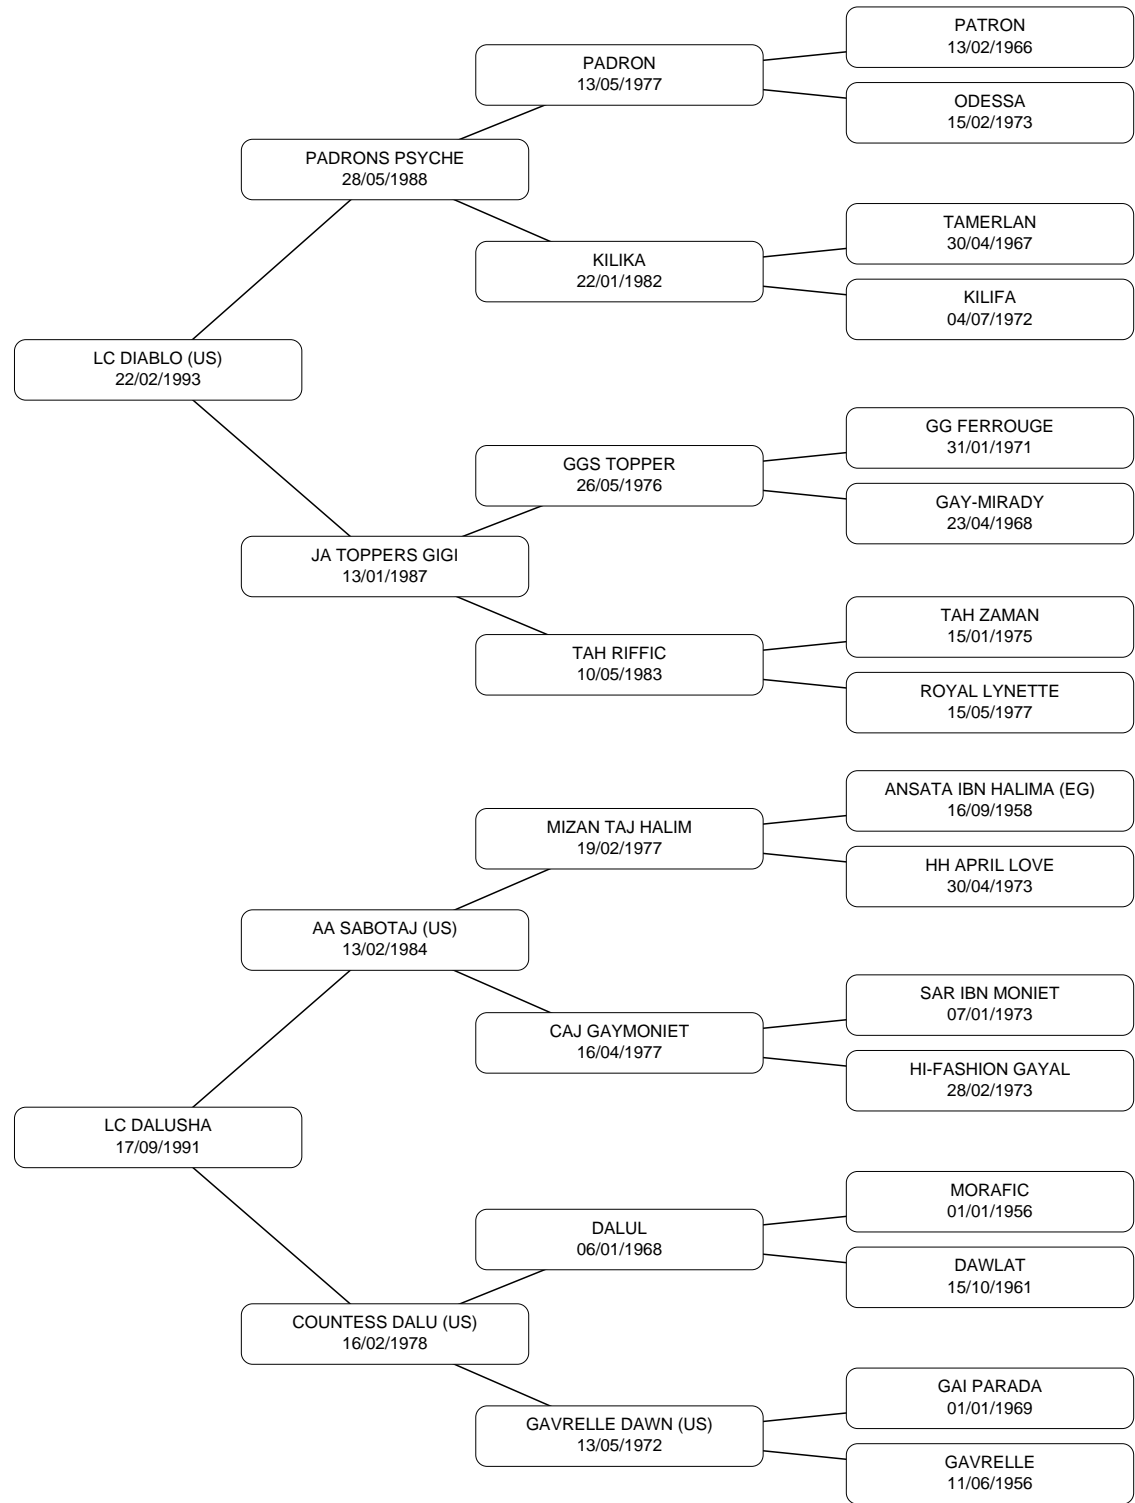 PATRON
13/02/1966
PADRON
13/05/1977
ODESSA
15/02/1973
PADRONS PSYCHE
28/05/1988
TAMERLAN
30/04/1967
KILIKA
22/01/1982
KILIFA
04/07/1972
LC DIABLO (US)
22/02/1993
GG FERROUGE
31/01/1971
GGS TOPPER
26/05/1976
GAY-MIRADY
23/04/1968
JA TOPPERS GIGI
13/01/1987
TAH ZAMAN
15/01/1975
TAH RIFFIC
10/05/1983
ROYAL LYNETTE
15/05/1977
ANSATA IBN HALIMA (EG)
16/09/1958
MIZAN TAJ HALIM
19/02/1977
HH APRIL LOVE
30/04/1973
AA SABOTAJ (US)
13/02/1984
SAR IBN MONIET
07/01/1973
CAJ GAYMONIET
16/04/1977
HI-FASHION GAYAL
28/02/1973
LC DALUSHA
17/09/1991
MORAFIC
01/01/1956
DALUL
06/01/1968
DAWLAT
15/10/1961
COUNTESS DALU (US)
16/02/1978
GAI PARADA
01/01/1969
GAVRELLE DAWN (US)
13/05/1972
GAVRELLE
11/06/1956